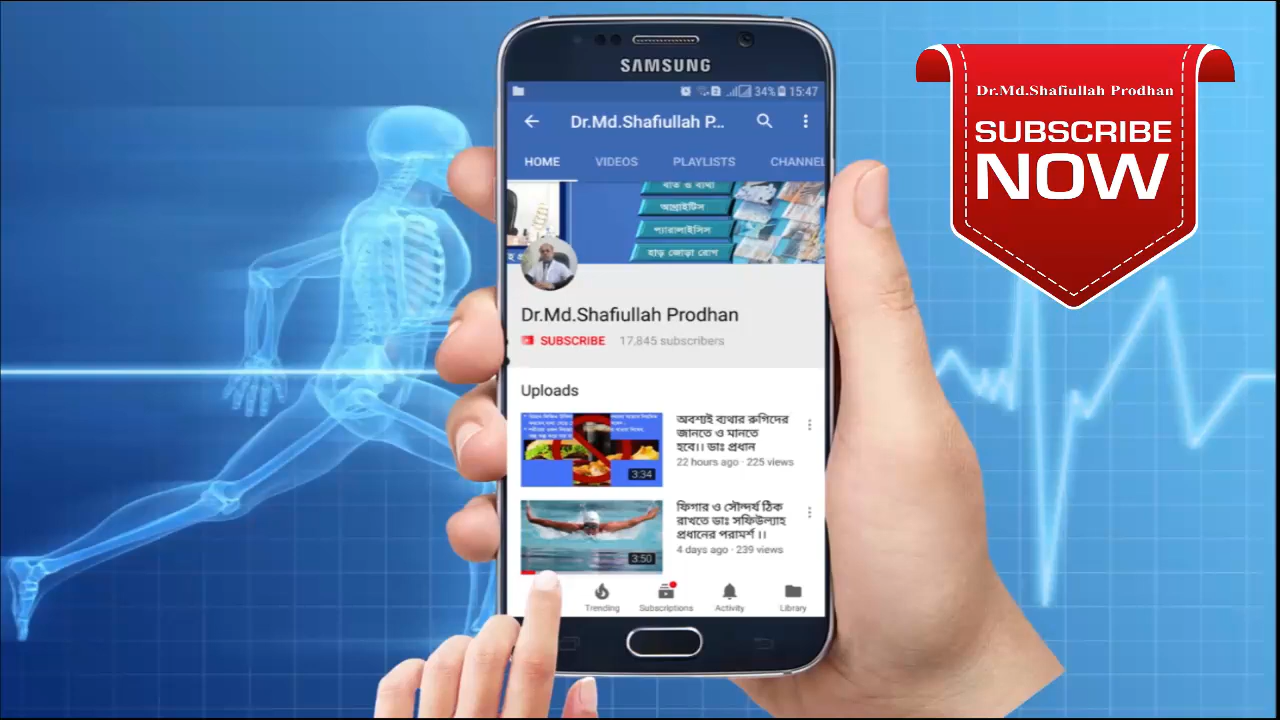 SAMSUNG
34% 15:47
Dr.Md.Shafiullah P...
HOME VIDEOS PLAYLISTS CHANNEL
বাত ও ব্যথা
আথ্রাইটিস
প্যারালাইসিস
হাড় জোড়া রোগ
Dr.Md.Shafiullah Prodhan
SUBSCRIBE 17,845 subscribers
Uploads
অবশ্যই ব্যথার রুগিদের
জানতে ও মানতে
হবে।। ডাঃ প্রধান
22 hours ago · 225 views
3:34
ফিগার ও সৌন্দর্য ঠিক
রাখতে ডাঃ সফিউল্যাহ
প্রধানের পরামর্শ ।।
4 days ago · 239 views
3:50
Trending Subscriptions Activity Library
Dr.Md.Shafiullah Prodhan
SUBSCRIBE
NOW